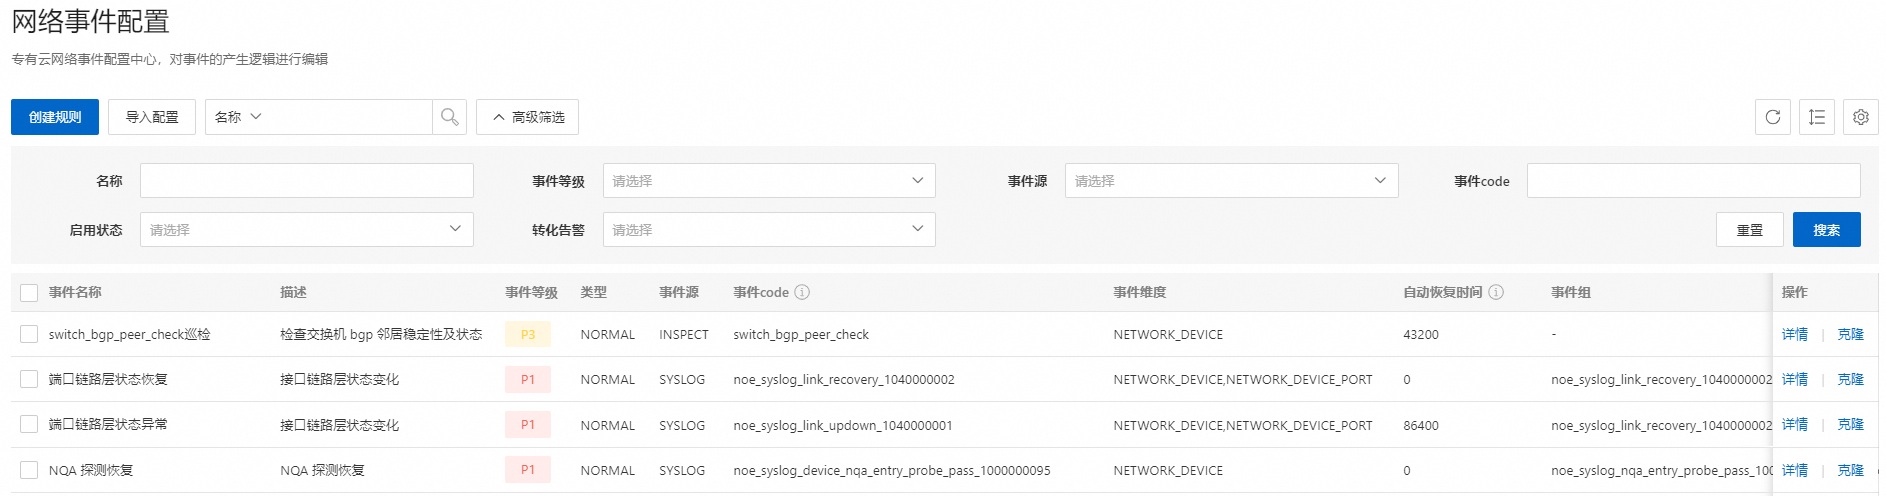 网络事件配置
专有云网络事件配置中心，对事件的产生逻辑进行编辑
创建规则 导入配置 名称 高级筛选
名称 事件等级 请选择 事件源 请选择 事件code
启用状态 请选择 转化告警 请选择 重置 搜索
事件名称 描述 事件等级 类型 事件源 事件code 事件维度 自动恢复时间 事件组 操作
switch_bgp_peer_check巡检 检查交换机 bgp 邻居稳定性及状态 P3 NORMAL INSPECT switch_bgp_peer_check NETWORK_DEVICE 43200 - 详情 | 克隆
端口链路层状态恢复 接口链路层状态变化 P1 NORMAL SYSLOG noe_syslog_link_recovery_1040000002 NETWORK_DEVICE,NETWORK_DEVICE_PORT 0 noe_syslog_link_recovery_1040000002 详情 | 克隆
端口链路层状态异常 接口链路层状态变化 P1 NORMAL SYSLOG noe_syslog_link_updown_1040000001 NETWORK_DEVICE,NETWORK_DEVICE_PORT 86400 noe_syslog_link_recovery_1040000002 详情 | 克隆
NQA 探测恢复 NQA 探测恢复 P1 NORMAL SYSLOG noe_syslog_device_nqa_entry_probe_pass_1000000095 NETWORK_DEVICE 0 noe_syslog_nqa_entry_probe_pass_100 详情 | 克隆